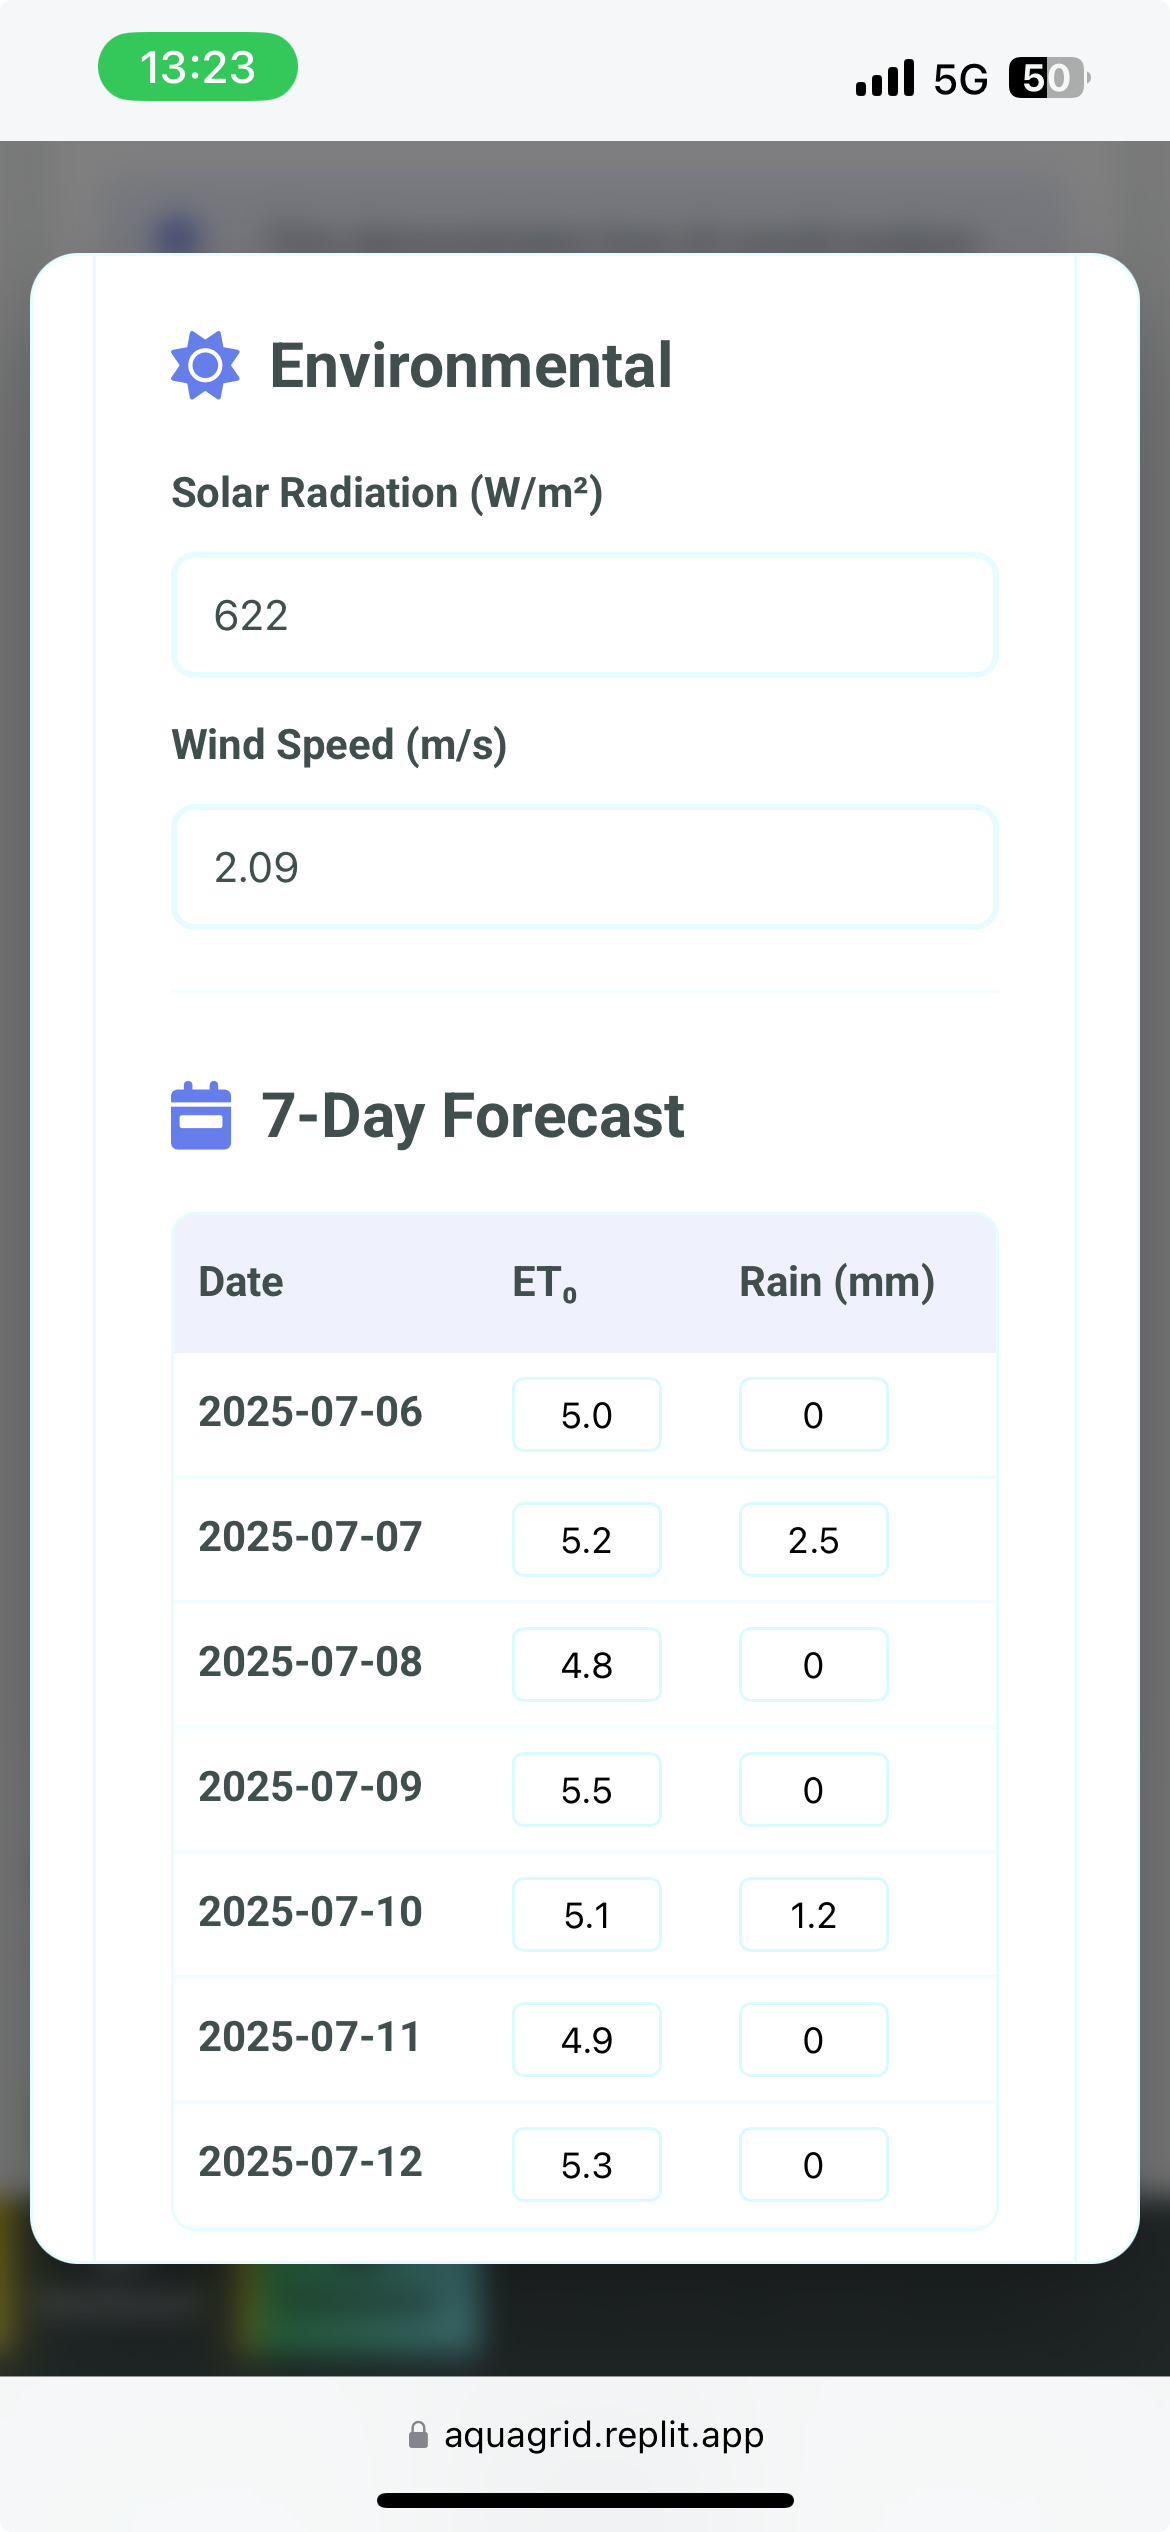 13:23
5G 50
Environmental
Solar Radiation (W/m²)
622
Wind Speed (m/s)
2.09
7-Day Forecast
Date ET₀ Rain (mm)
2025-07-06 5.0 0
2025-07-07 5.2 2.5
2025-07-08 4.8 0
2025-07-09 5.5 0
2025-07-10 5.1 1.2
2025-07-11 4.9 0
2025-07-12 5.3 0
aquagrid.replit.app